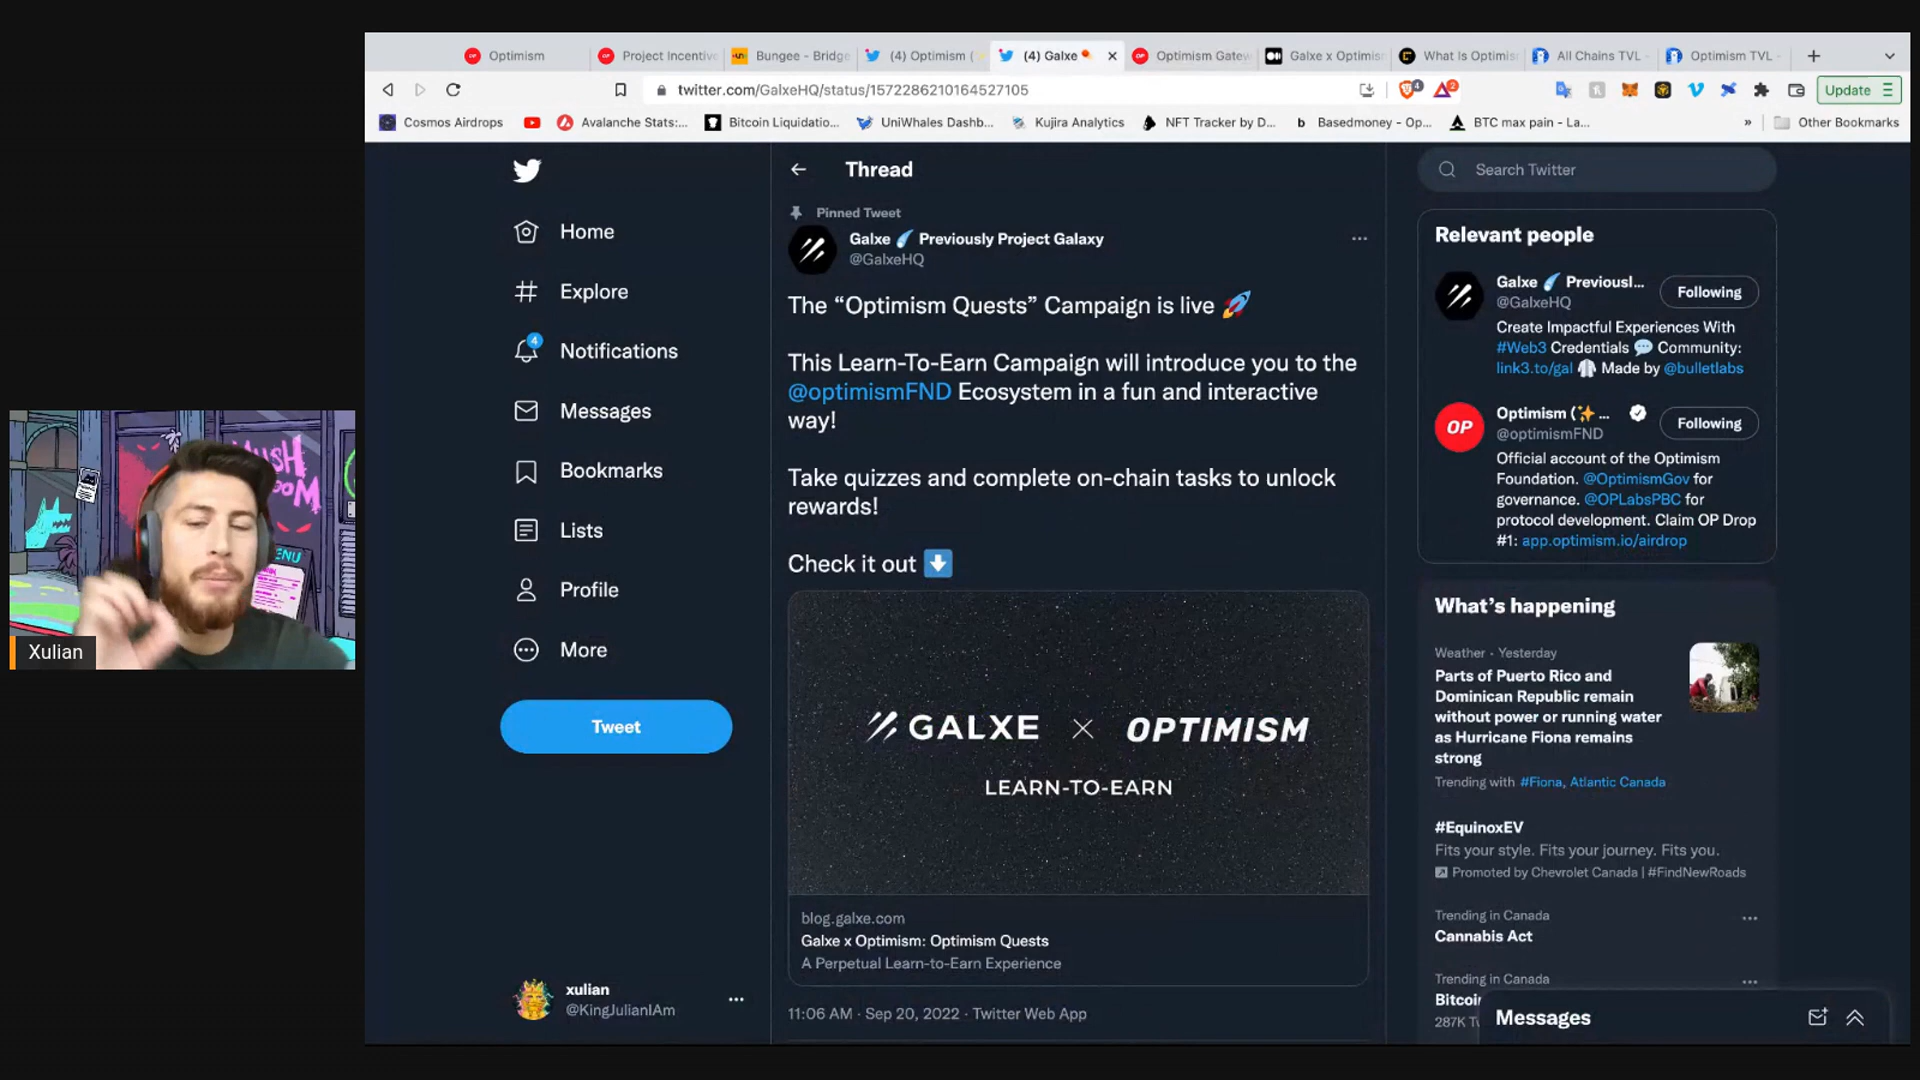 Optimism
Project Incentiv
Bungee - Bridge
(4) Optimism (
(4) Galxe
Optimism Gatew
Galxe x Optimis
What Is Optimis
All Chains TVL -
Optimism TVL -
twitter.com/GalxeHQ/status/1572286210164527105
4
2
Update
Cosmos Airdrops
Avalanche Stats:...
Bitcoin Liquidatio...
UniWhales Dashb...
Kujira Analytics
NFT Tracker by D...
b Basedmoney - Op...
BTC max pain - La...
»
Other Bookmarks
Home
Explore
4
Notifications
Messages
Bookmarks
Lists
Profile
More
Tweet
xulian
@KingJulianIAm
Thread
Pinned Tweet
Galxe Previously Project Galaxy
@GalxeHQ
The “Optimism Quests” Campaign is live 🚀
This Learn-To-Earn Campaign will introduce you to the
@optimismFND Ecosystem in a fun and interactive
way!
Take quizzes and complete on-chain tasks to unlock
rewards!
Check it out ⬇️
GALXE × OPTIMISM
LEARN-TO-EARN
blog.galxe.com
Galxe x Optimism: Optimism Quests
A Perpetual Learn-to-Earn Experience
11:06 AM · Sep 20, 2022 · Twitter Web App
Search Twitter
Relevant people
Galxe Previousl...
@GalxeHQ
Following
Create Impactful Experiences With
#Web3 Credentials 💬 Community:
link3.to/gal Made by @bulletlabs
OP
Optimism (✨ ...
@optimismFND
Following
Official account of the Optimism
Foundation. @OptimismGov for
governance. @OPLabsPBC for
protocol development. Claim OP Drop
#1: app.optimism.io/airdrop
What’s happening
Weather · Yesterday
Parts of Puerto Rico and
Dominican Republic remain
without power or running water
as Hurricane Fiona remains
strong
Trending with #Fiona, Atlantic Canada
#EquinoxEV
Fits your style. Fits your journey. Fits you.
Promoted by Chevrolet Canada | #FindNewRoads
Trending in Canada
Cannabis Act
Trending in Canada
Bitcoi
287K
Messages
MENU
Xulian